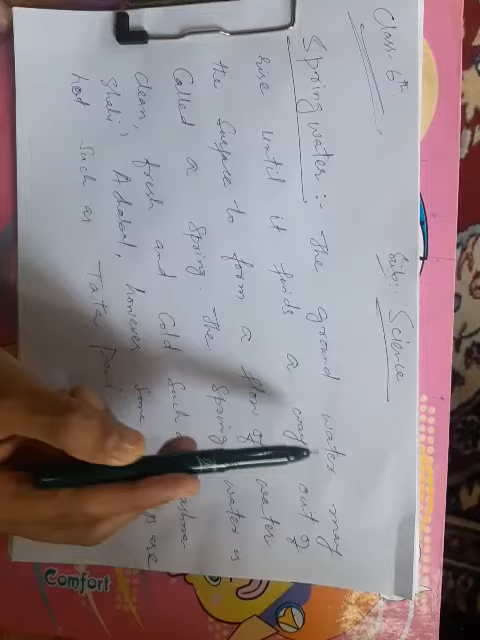 Class 6th
Sub: Science
Spring water :- The ground water may
rise until it finds a way out of
the Surface to form a flow of water
Called a Spring. The Spring water is
clean, fresh and Cold Such
Shahi, however some are
hot such as Tata Pani
Comfort